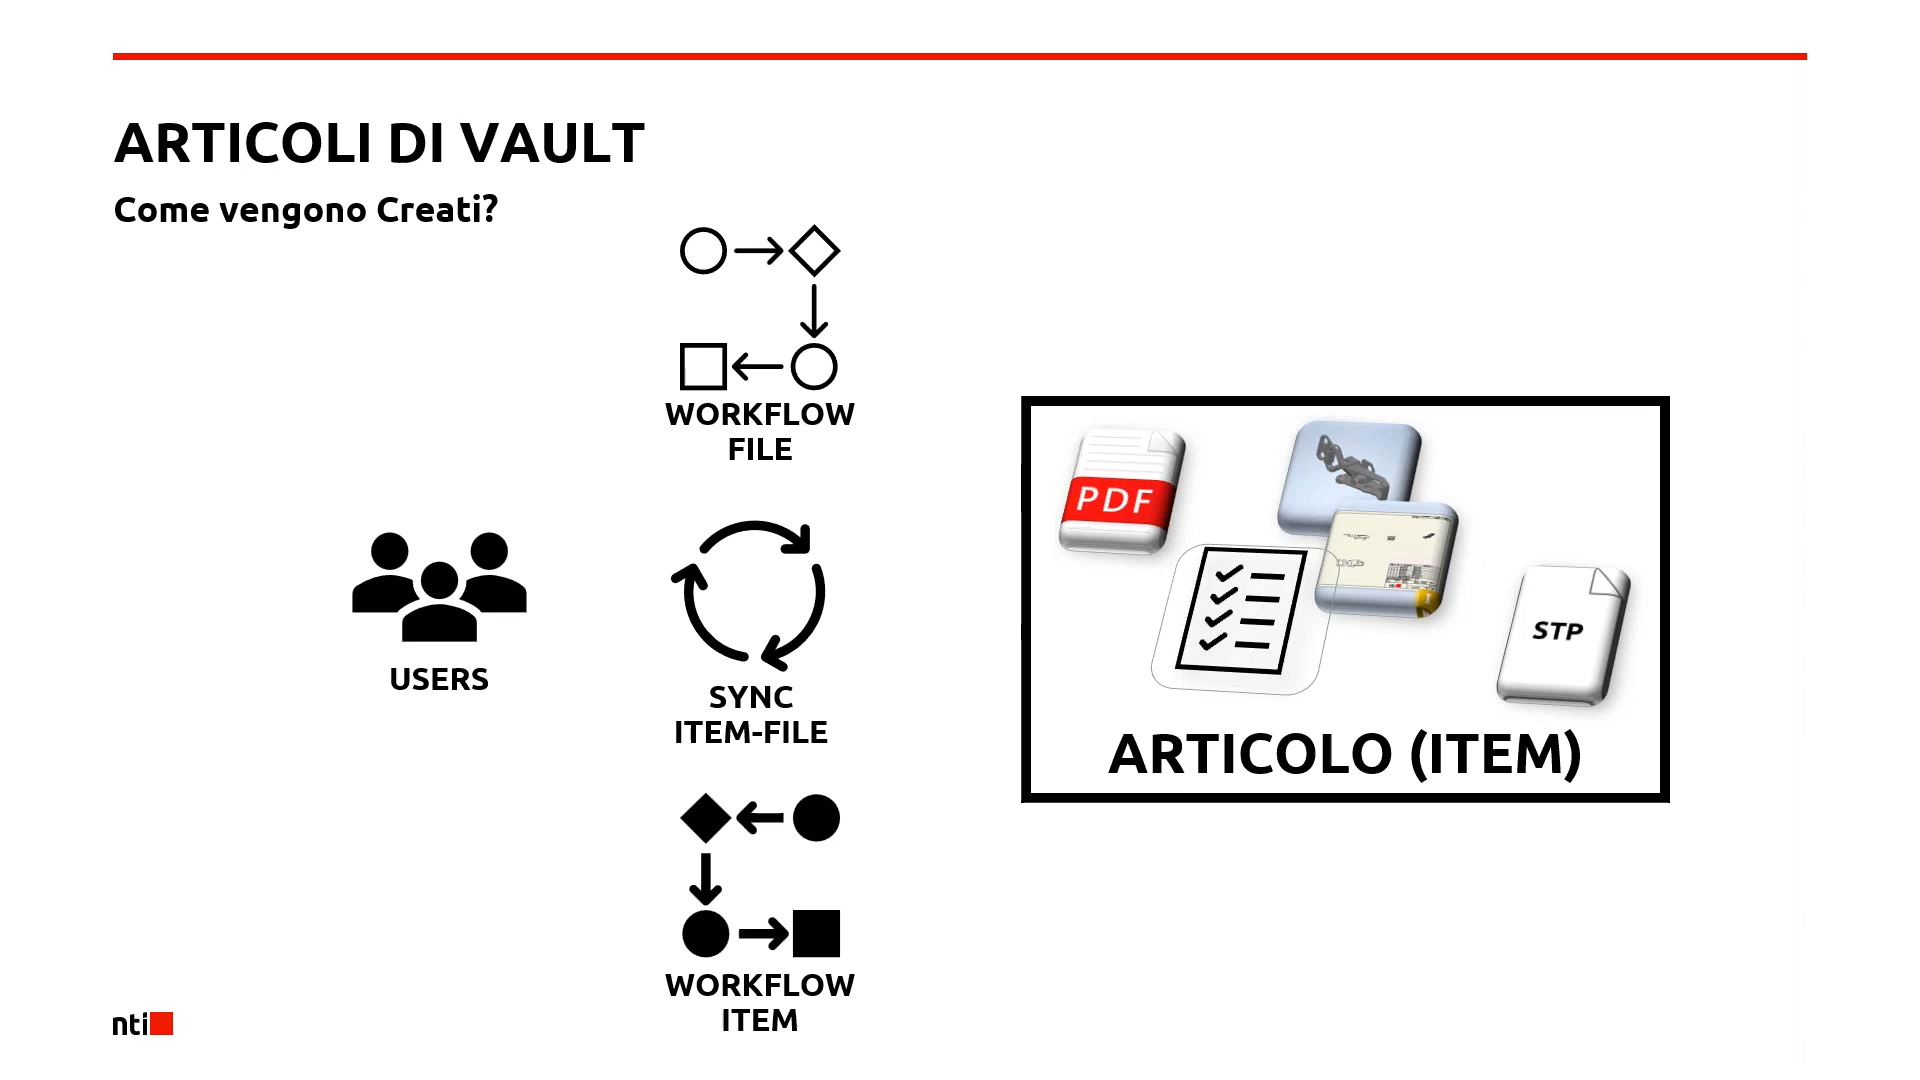 ARTICOLI DI VAULT
Come vengono Creati?
WORKFLOW
FILE
USERS
SYNC
ITEM-FILE
WORKFLOW
ITEM
PDF
STP
ARTICOLO (ITEM)
nti